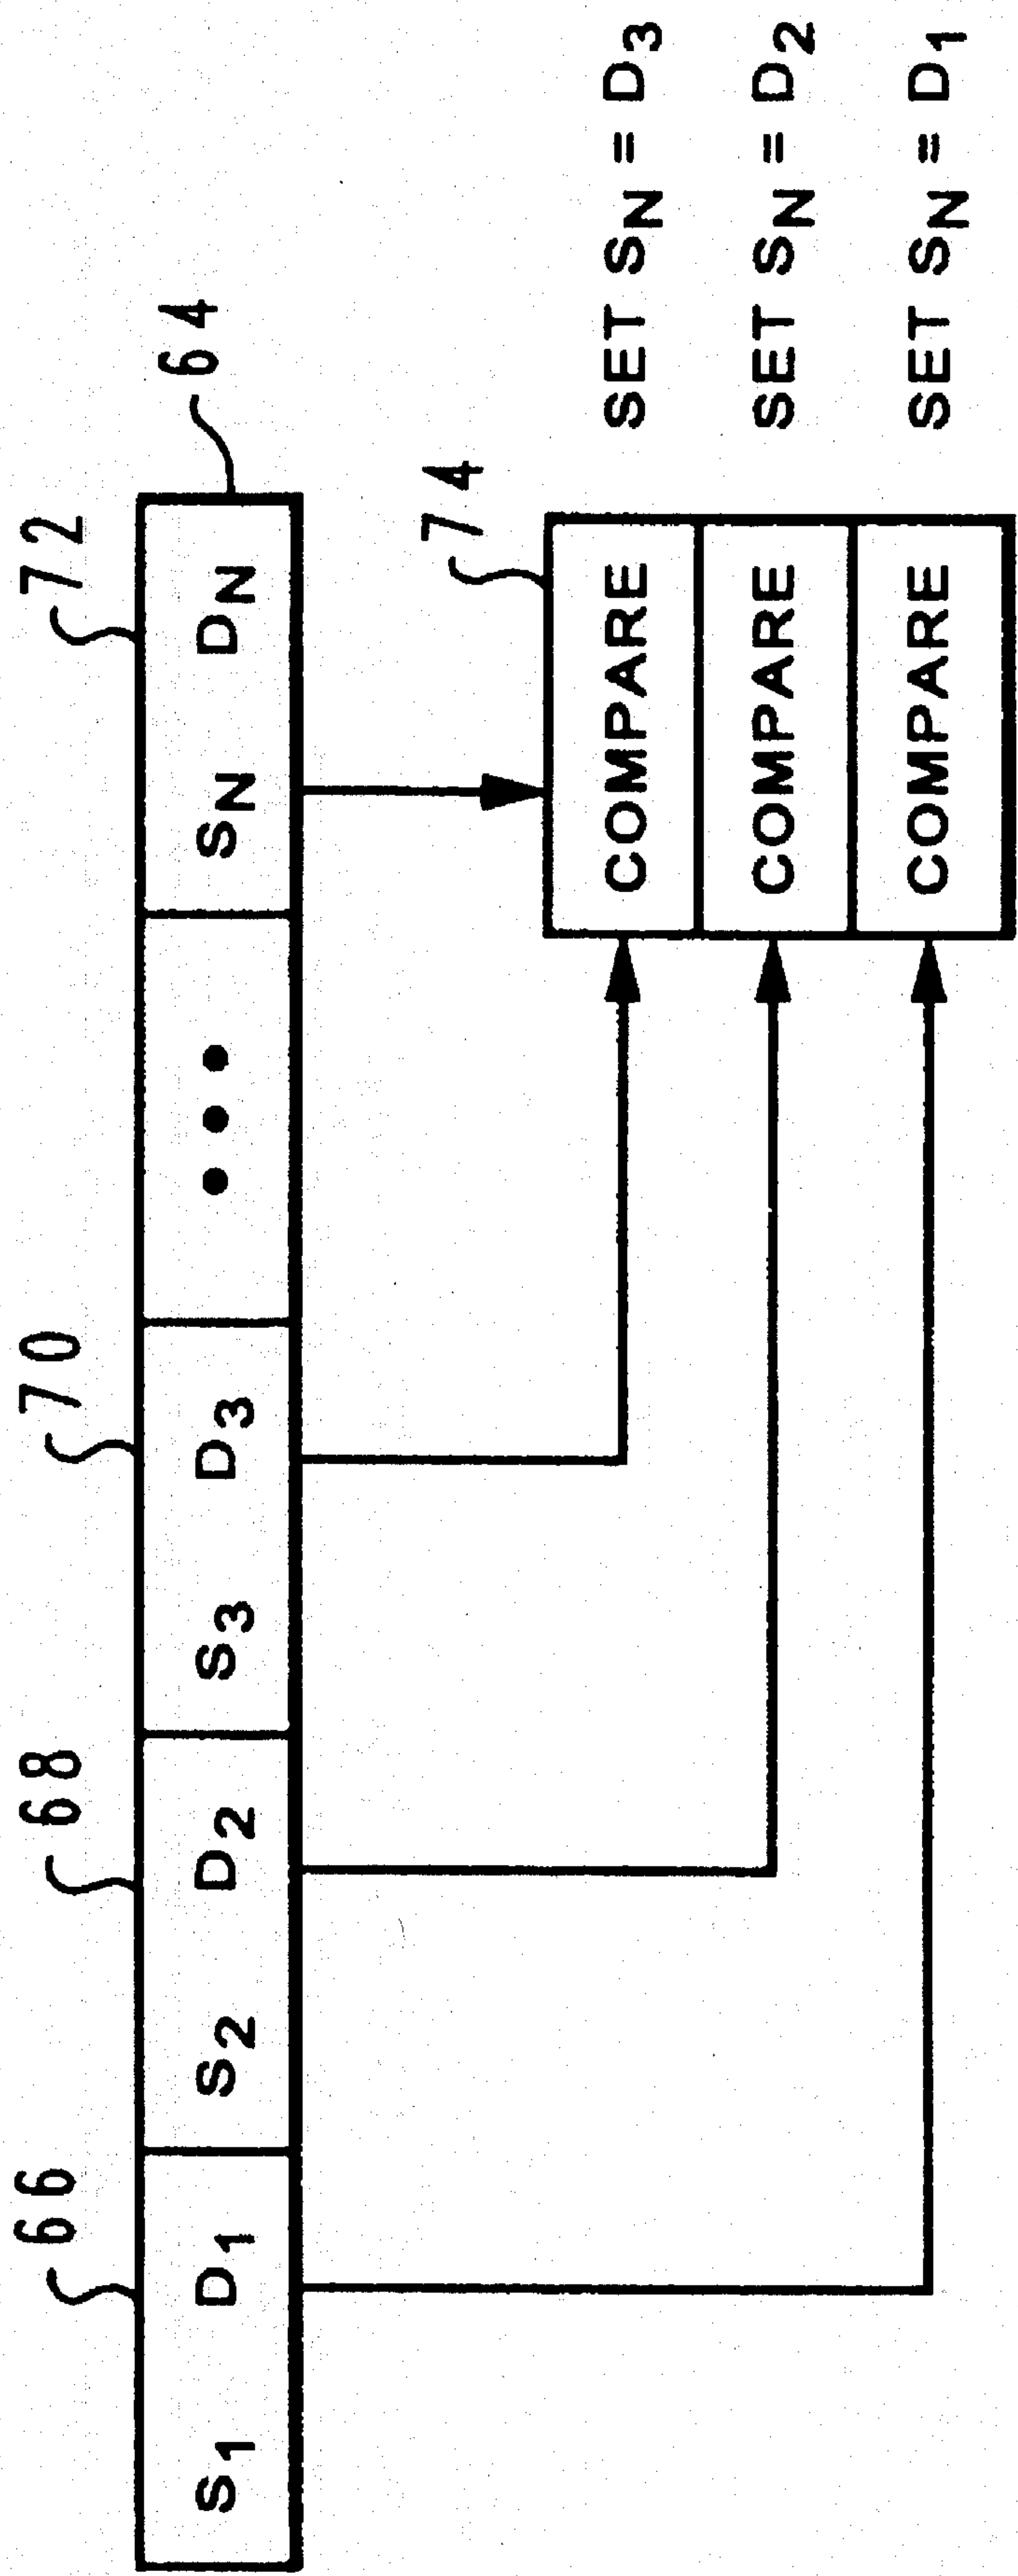 66 68 70 72
S1 D1 S2 D2 S3 D3 ••• SN DN
64
74
COMPARE SET SN = D3
COMPARE SET SN = D2
COMPARE SET SN = D1